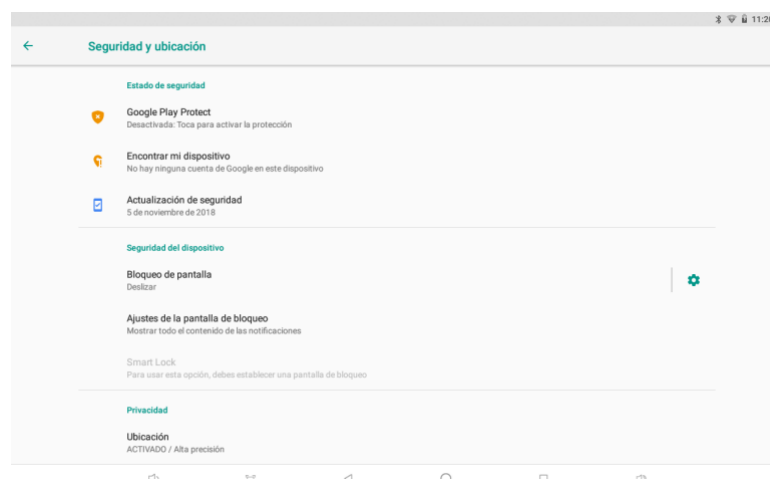 11:20
Seguridad y ubicación
Estado de seguridad
Google Play Protect
Desactivada: Toca para activar la protección
Encontrar mi dispositivo
No hay ninguna cuenta de Google en este dispositivo
Actualización de seguridad
5 de noviembre de 2018
Seguridad del dispositivo
Bloqueo de pantalla
Deslizar
Ajustes de la pantalla de bloqueo
Mostrar todo el contenido de las notificaciones
Smart Lock
Para usar esta opción, debes establecer una pantalla de bloqueo
Privacidad
Ubicación
ACTIVADO / Alta precisión